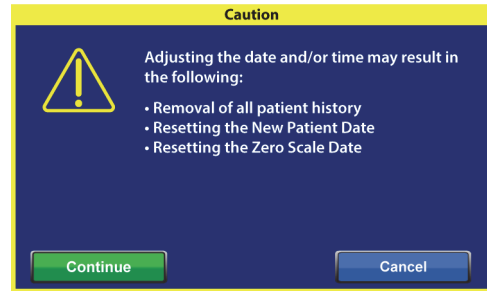 Caution
Adjusting the date and/or time may result in
the following:
• Removal of all patient history
• Resetting the New Patient Date
• Resetting the Zero Scale Date
Continue
Cancel